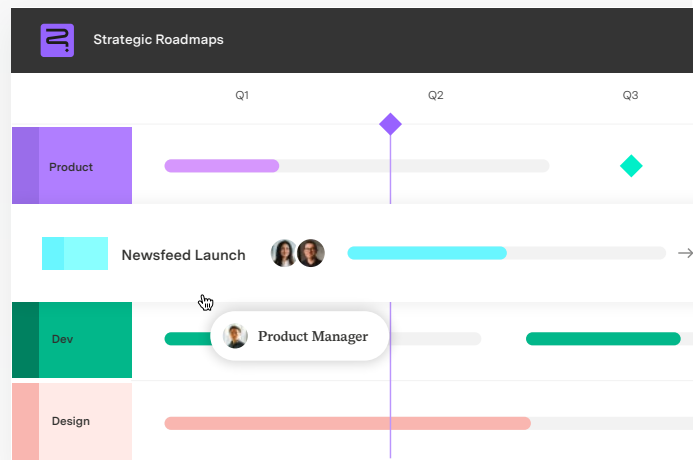 Strategic Roadmaps
Q1
Q2
Q3
Product
Newsfeed Launch
Dev
Product Manager
Design